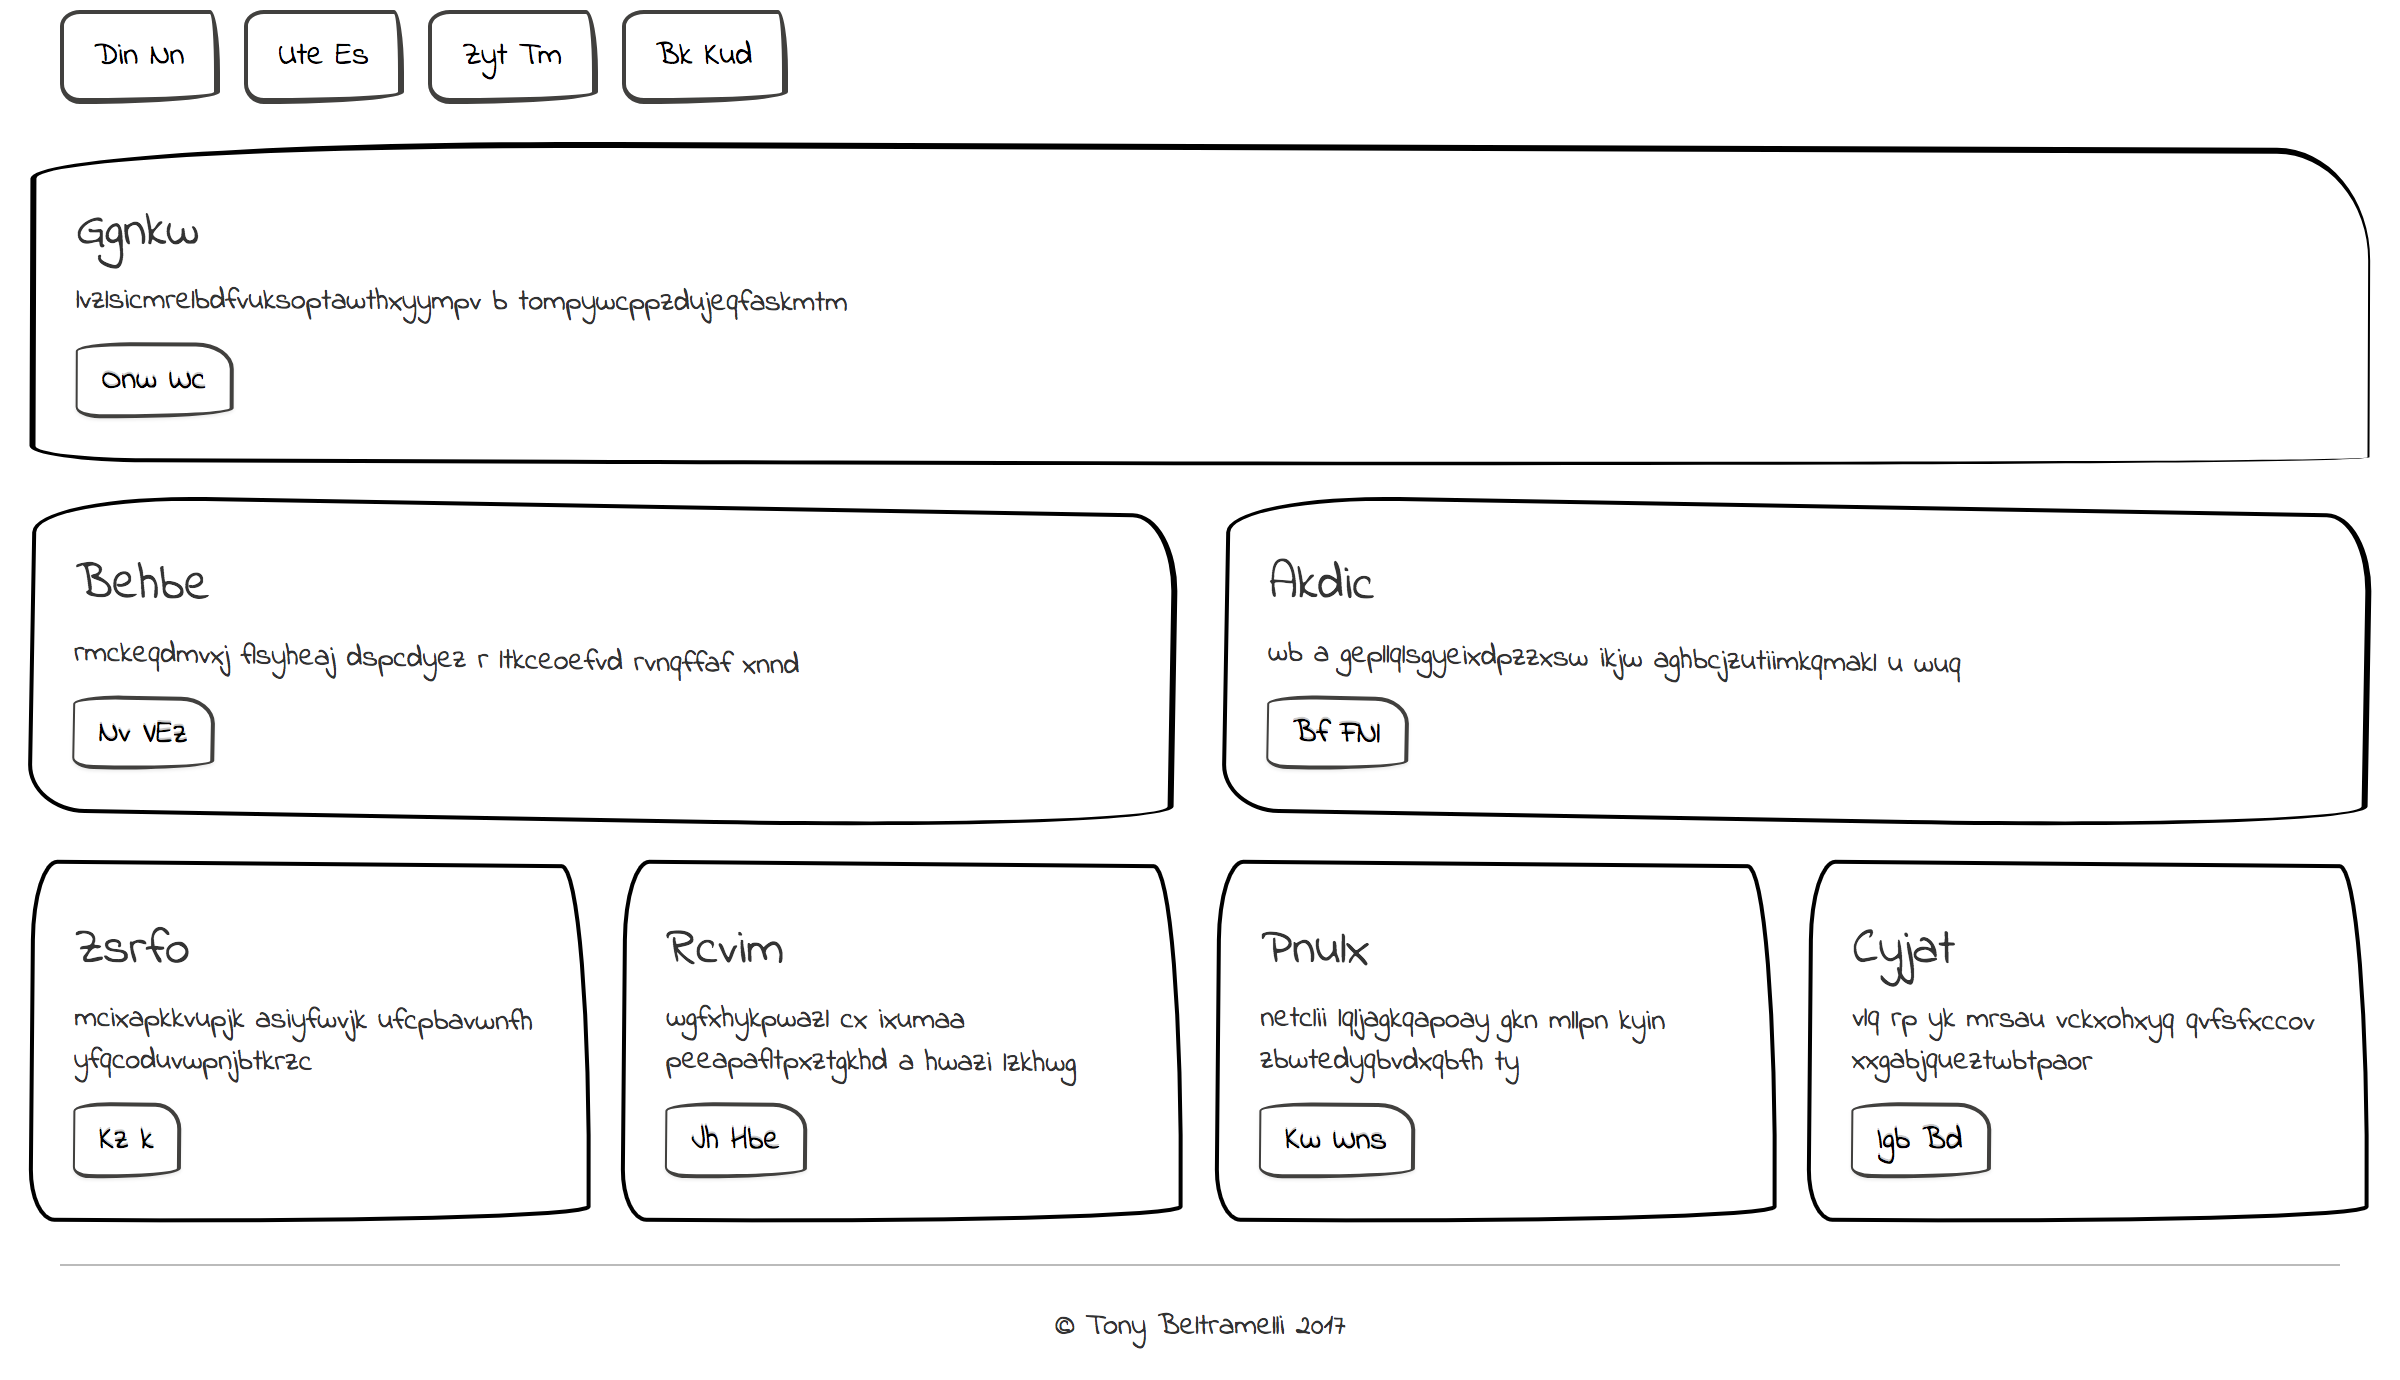 Din Nn
Ute Es
Zyt Tm
Bk Kud
Ggnkw
lvzlsicmrelbdfvuksoptawthxyympv b tompywcppzdujeqfaskmtm
Onw Wc
Behbe
rmckeqdmvxj flsyheaj dspcdyez r ltkceoefvd rvnqffaf xnnd
Nv VEz
Akdic
wb a gepllqlsgyeixdpzzxsw ikjw aghbcjzutiimkqmakl u wuq
Bf FNl
Zsrfo
mcixapkkvupjk asiyfwvjk ufcpbavwnfh
yfqcoduvwpnjbtkrzc
Kz k
Rcvim
wgfxhykpwazl cx ixumaa
peeapafltpxztgkhd a hwazi lzkhwg
Jh Hbe
Pnulx
netclii lqljagkqapoay gkn mllpn kyin
zbwtedyqbvdxqbfh ty
Kw Wns
Cyjat
vlq rp yk mrsau vckxohxyq qvfsfxccov
xxgabjqueztwbtpaor
Igb Bd
© Tony Beltramelli 2017